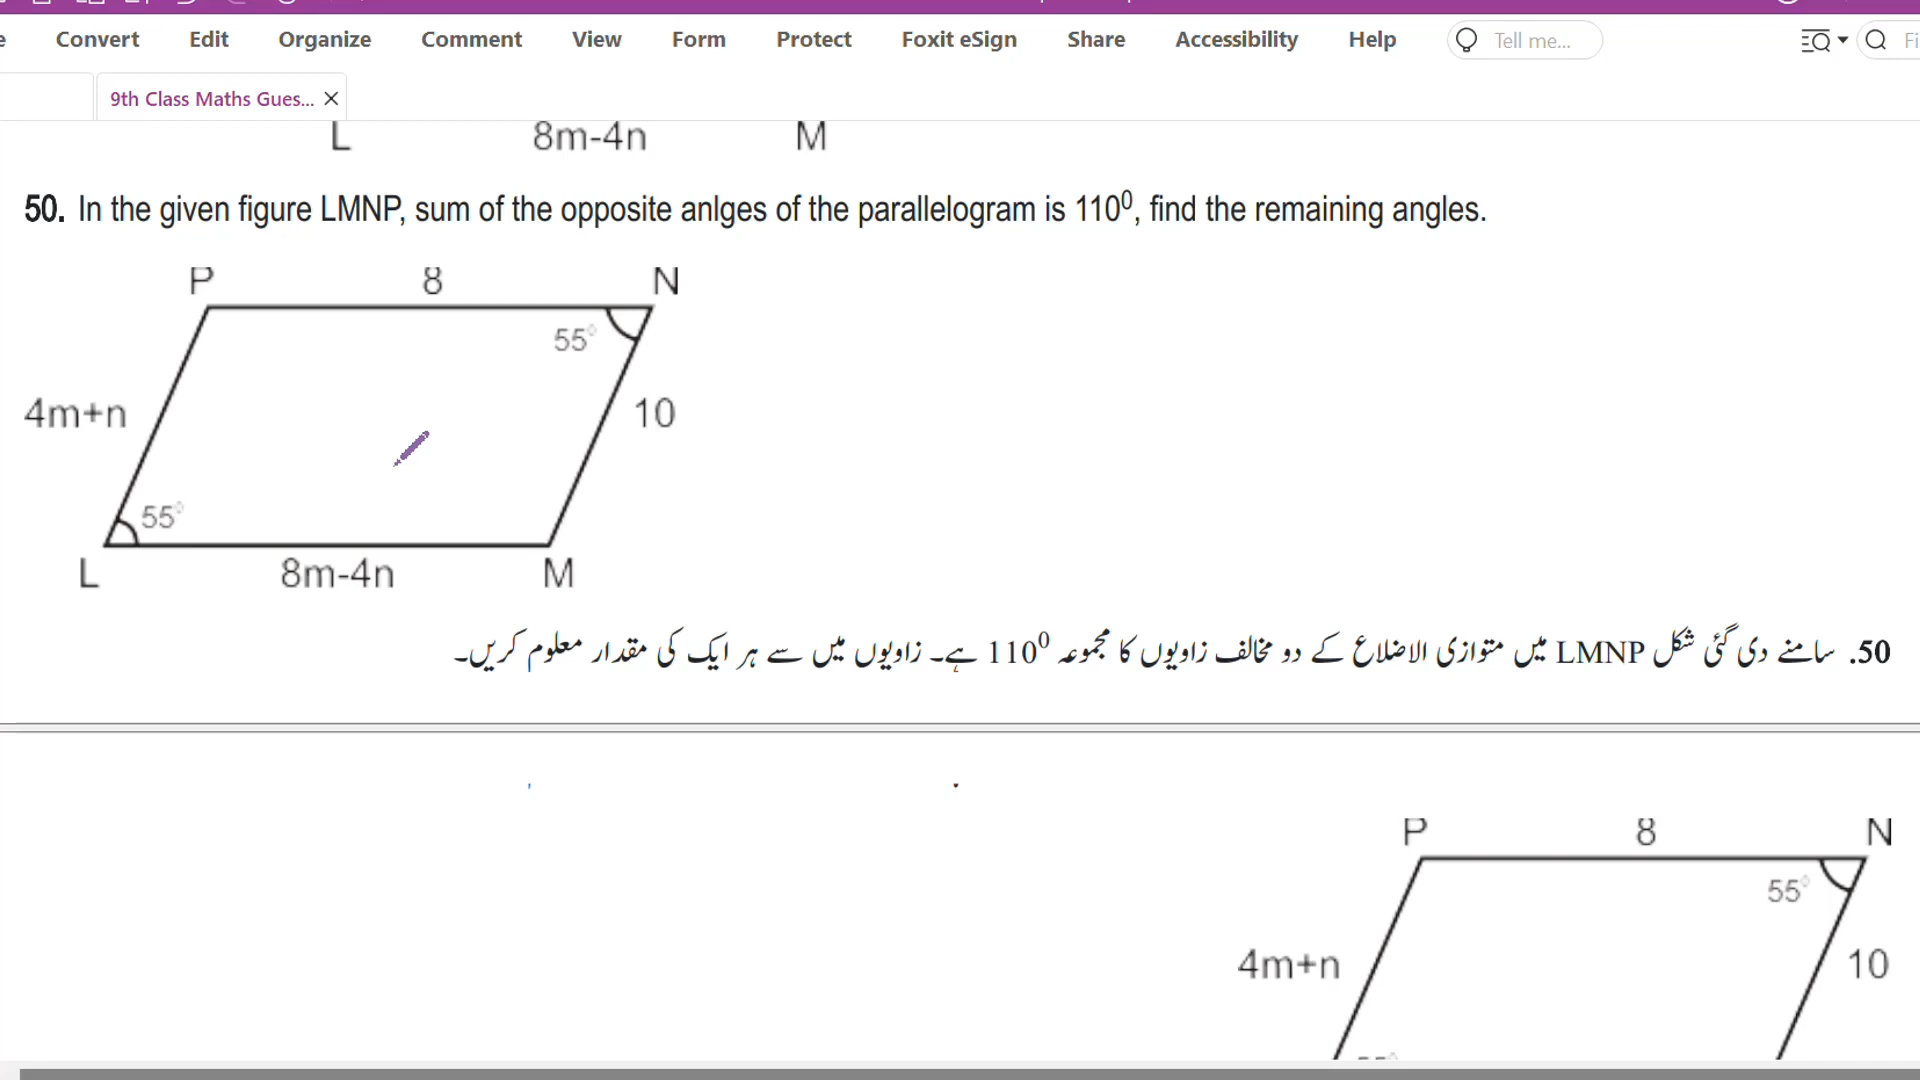 Convert Edit Organize Comment View Form Protect Foxit eSign Share Accessibility Help Tell me... Fi
9th Class Maths Gues...
L 8m-4n M
50. In the given figure LMNP, sum of the opposite anlges of the parallelogram is 110⁰, find the remaining angles.
P 8 N
55°
4m+n 10
55°
L 8m-4n M
50. سامنے دی گئی شکل LMNP میں متوازی الاضلاع کے دو مخالف زاویوں کا مجموعہ 110⁰ ہے۔ زاویوں میں سے ہر ایک کی مقدار معلوم کریں۔
P 8 N
55°
4m+n 10